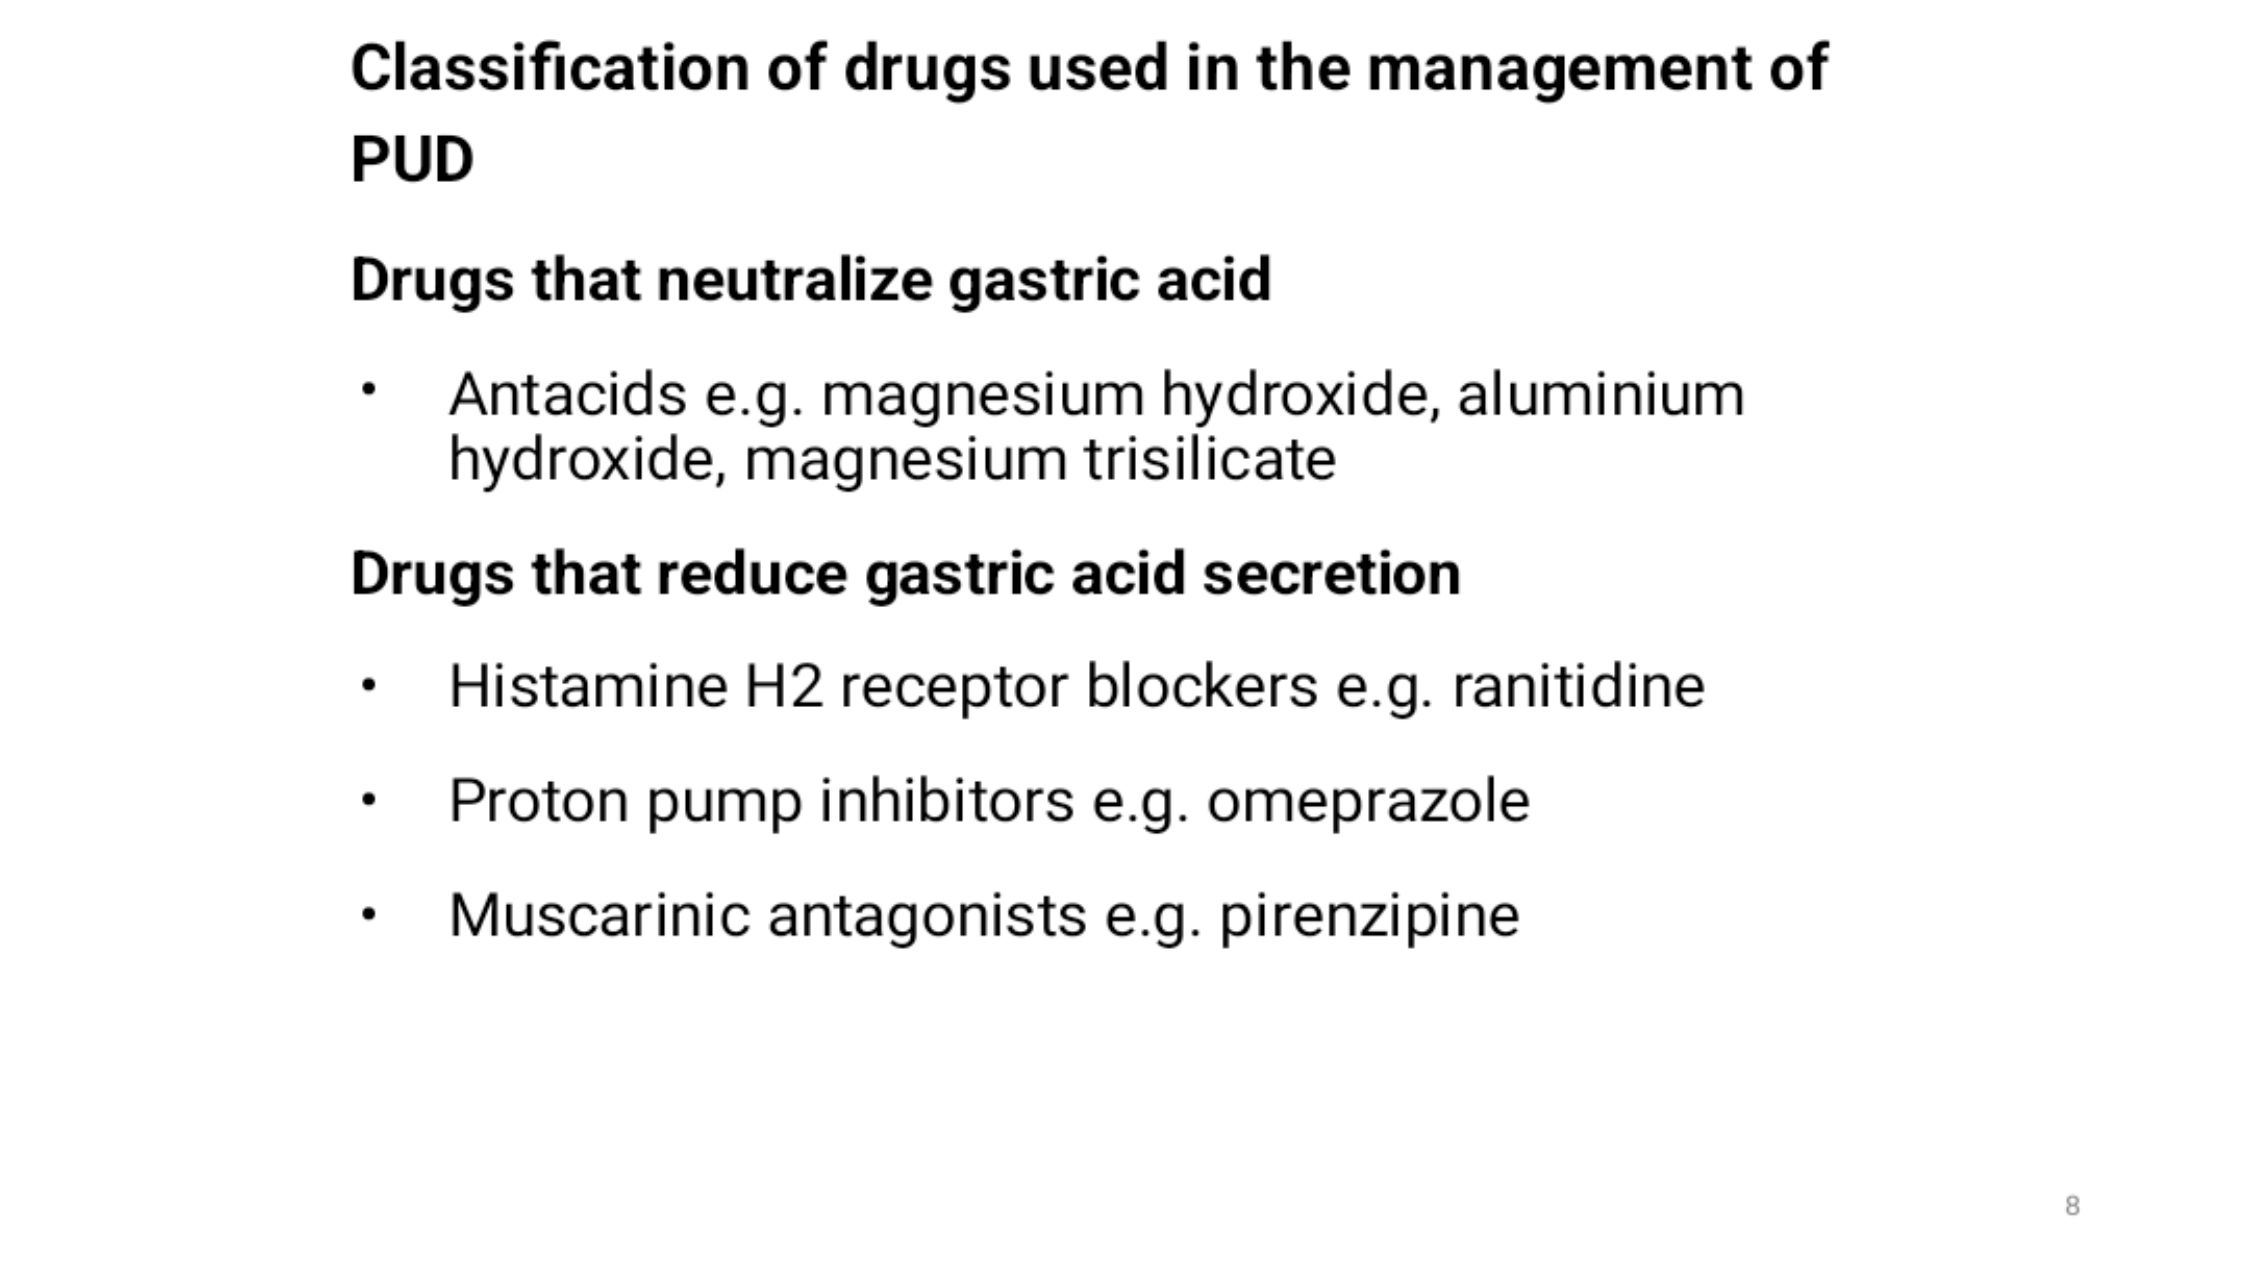 Classification of drugs used in the management of
PUD
Drugs that neutralize gastric acid
• Antacids e.g. magnesium hydroxide, aluminium
hydroxide, magnesium trisilicate
Drugs that reduce gastric acid secretion
• Histamine H2 receptor blockers e.g. ranitidine
• Proton pump inhibitors e.g. omeprazole
• Muscarinic antagonists e.g. pirenzipine
8